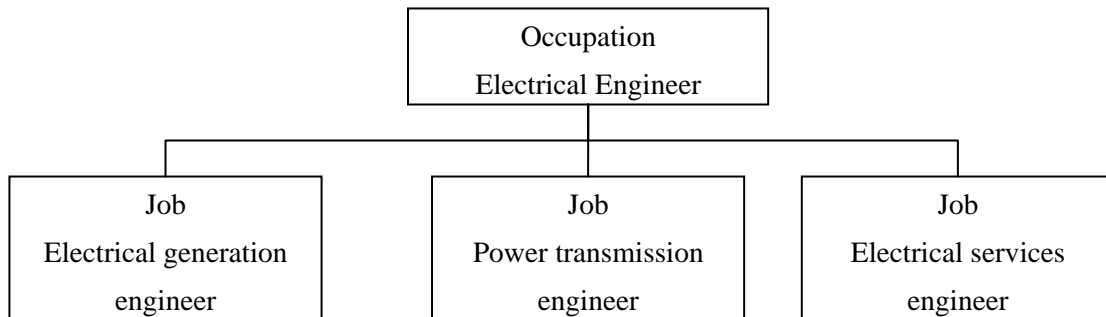 Occupation
Electrical Engineer
Job
Electrical generation
engineer
Job
Power transmission
engineer
Job
Electrical services
engineer